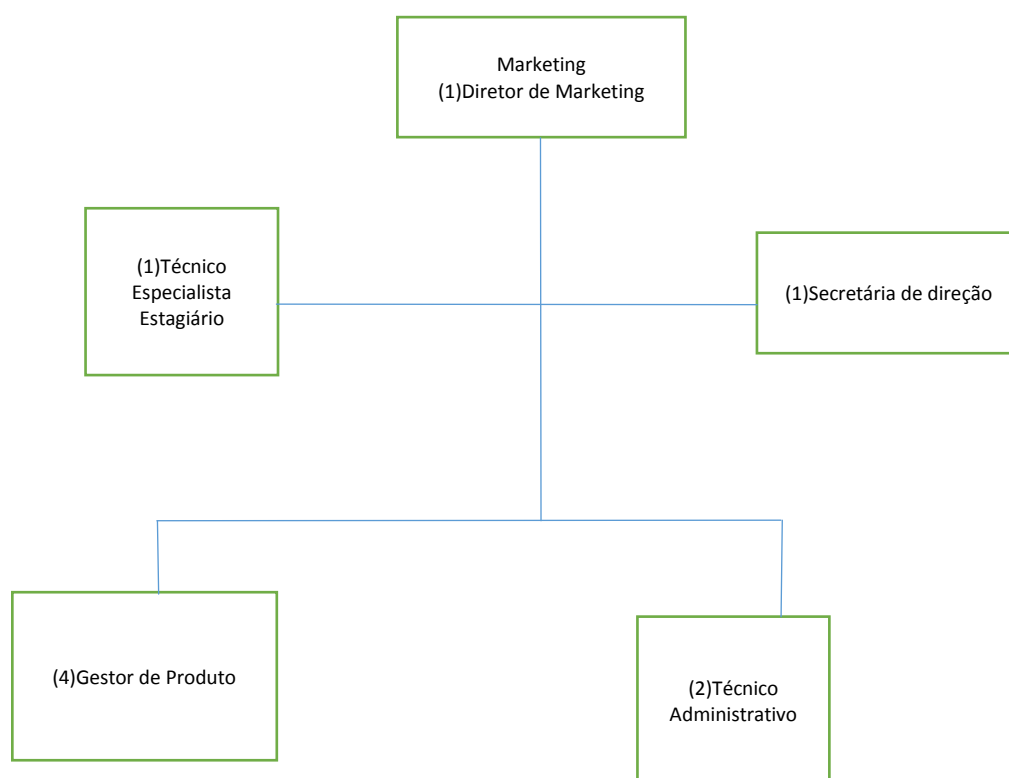 Marketing
(1)Diretor de Marketing
(1)Técnico
Especialista
Estagiário
(1)Secretária de direção
(4)Gestor de Produto
(2)Técnico
Administrativo